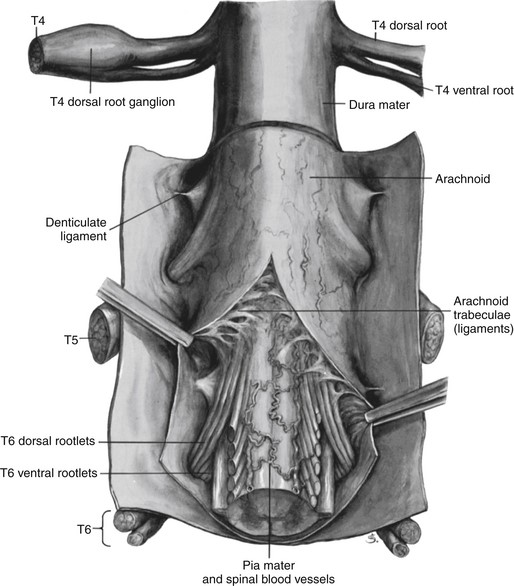 T4
T4 dorsal root
T4 dorsal root ganglion
T4 ventral root
Dura mater
Arachnoid
Denticulate
ligament
Arachnoid
trabeculae
(ligaments)
T5
T6 dorsal rootlets
T6 ventral rootlets
T6
Pia mater
and spinal blood vessels